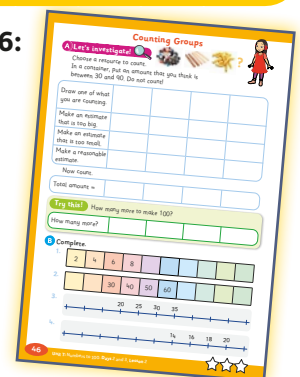 6:
Counting Groups
A Let's investigate!
Choose a resource to count.
In a container, put an amount that you think is
between 30 and 90. Do not count!
?
Draw one of what
you are counting.
Make an estimate
that is too big.
Make an estimate
that is too small.
Make a reasonable
estimate.
Now count.
Total amount =
Try this! How many more to make 100?
How many more?
B Complete.
1. 2 4 6 8
2. 30 40 50 60
3. 20 25 30 35
4. 14 16 18 20
46